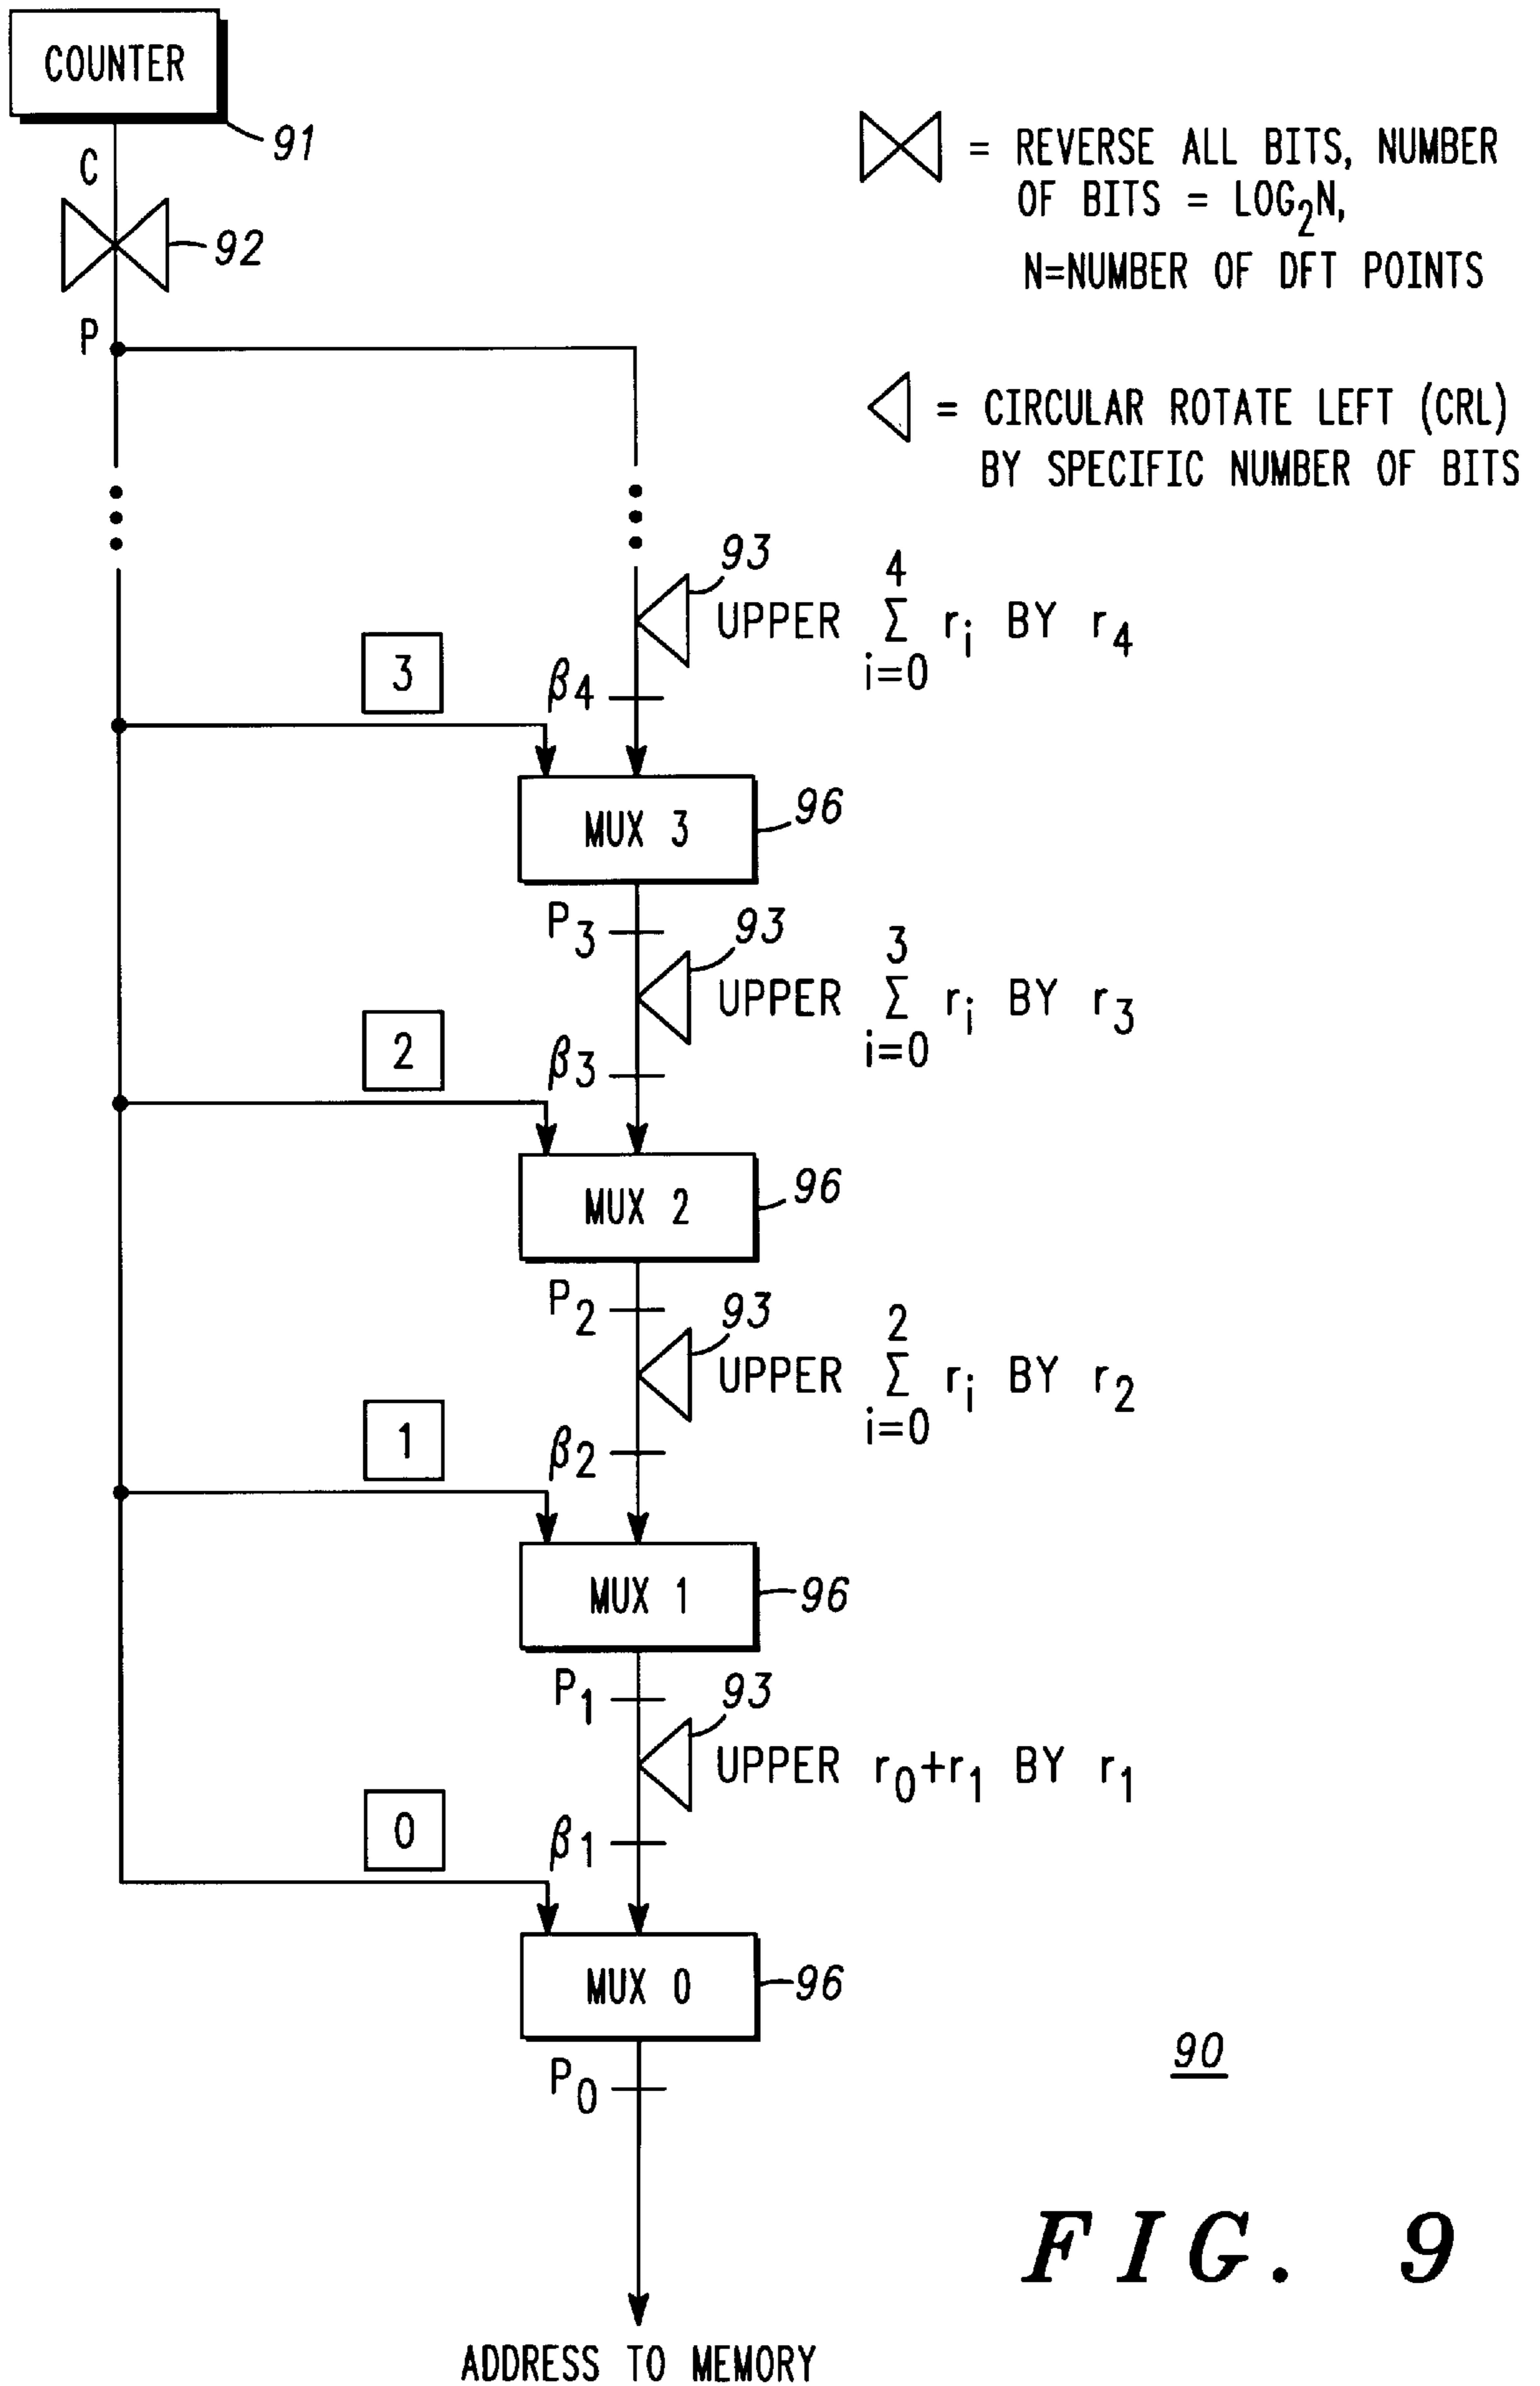 COUNTER
91
C
92
P
= REVERSE ALL BITS, NUMBER
OF BITS = LOG₂N,
N=NUMBER OF DFT POINTS
= CIRCULAR ROTATE LEFT (CRL)
BY SPECIFIC NUMBER OF BITS
93
UPPER 4 Σ i=0 rᵢ BY r₄
3
β₄
MUX 3
96
P₃
93
UPPER 3 Σ i=0 rᵢ BY r₃
2
β₃
MUX 2
96
P₂
93
UPPER 2 Σ i=0 rᵢ BY r₂
1
β₂
MUX 1
96
P₁
93
UPPER r₀+r₁ BY r₁
0
β₁
MUX 0
96
P₀
90
FIG. 9
ADDRESS TO MEMORY